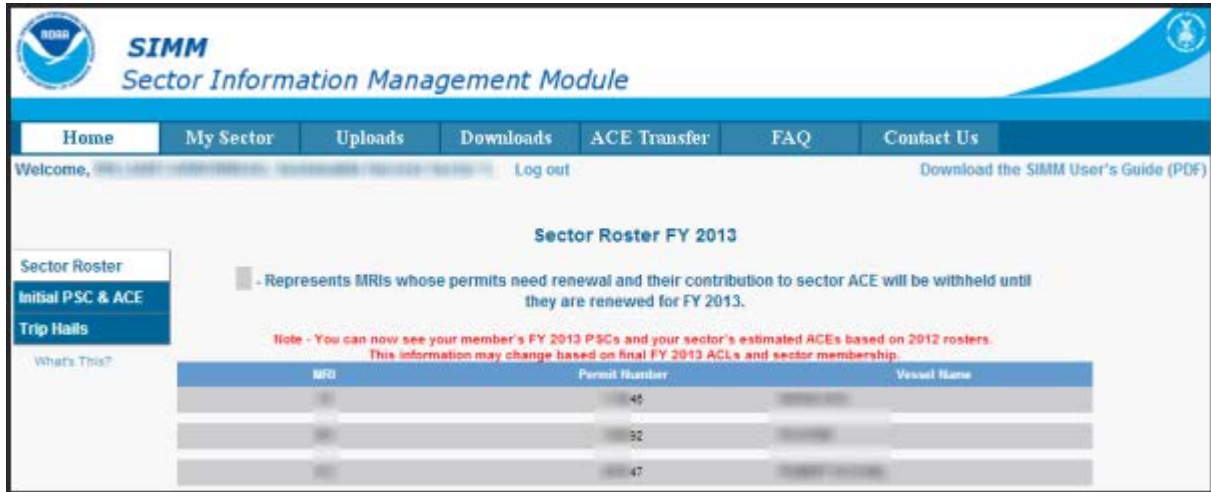 NOAA
SIMM
Sector Information Management Module
Home My Sector Uploads Downloads ACE Transfer FAQ Contact Us
Welcome, Log out Download the SIMM User's Guide (PDF)
Sector Roster FY 2013
Sector Roster
Initial PSC & ACE
Trip Hails
What's This?
- Represents MRIs whose permits need renewal and their contribution to sector ACE will be withheld until
they are renewed for FY 2013.
Note - You can now see your member's FY 2013 PSCs and your sector's estimated ACEs based on 2012 rosters.
This information may change based on final FY 2013 ACLs and sector membership.
MRI Permit Number Vessel Name
46
92
47